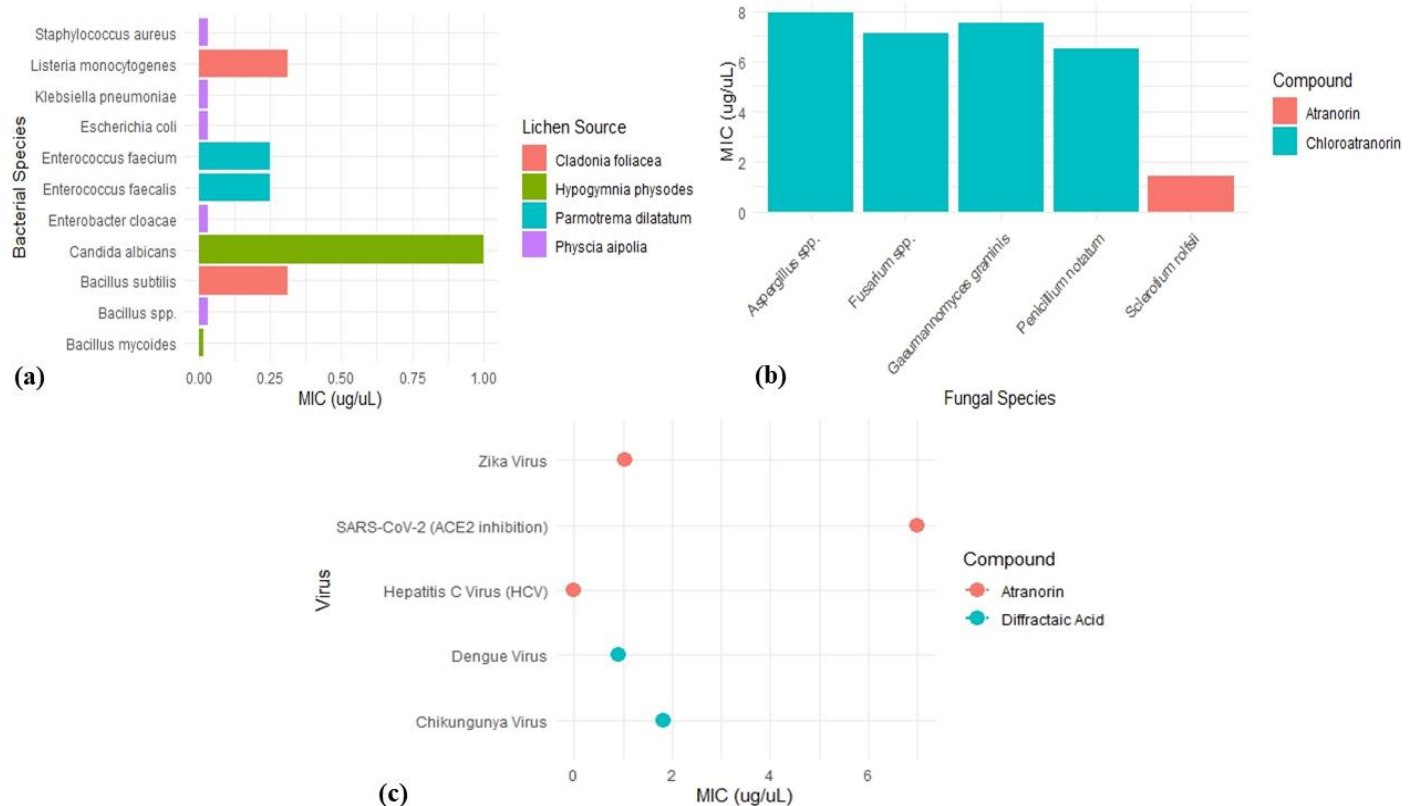 Bacterial Species
Staphylococcus aureus
Listeria monocytogenes
Klebsiella pneumoniae
Escherichia coli
Enterococcus faecium
Enterococcus faecalis
Enterobacter cloacae
Candida albicans
Bacillus subtilis
Bacillus spp.
Bacillus mycoides
0.00 0.25 0.50 0.75 1.00
MIC (ug/uL)
Lichen Source
Cladonia foliacea
Hypogymnia physodes
Parmotrema dilatatum
Physcia aipolia
(a)
MIC (ug/uL)
8
6
4
2
0
Aspergillus spp.
Fusarium spp.
Gaeumannomyces graminis
Penicillium notatum
Sclerotium rolfsii
Fungal Species
Compound
Atranorin
Chloroatranorin
(b)
Virus
Zika Virus
SARS-CoV-2 (ACE2 inhibition)
Hepatitis C Virus (HCV)
Dengue Virus
Chikungunya Virus
0 2 4 6
MIC (ug/uL)
Compound
Atranorin
Diffractaic Acid
(c)